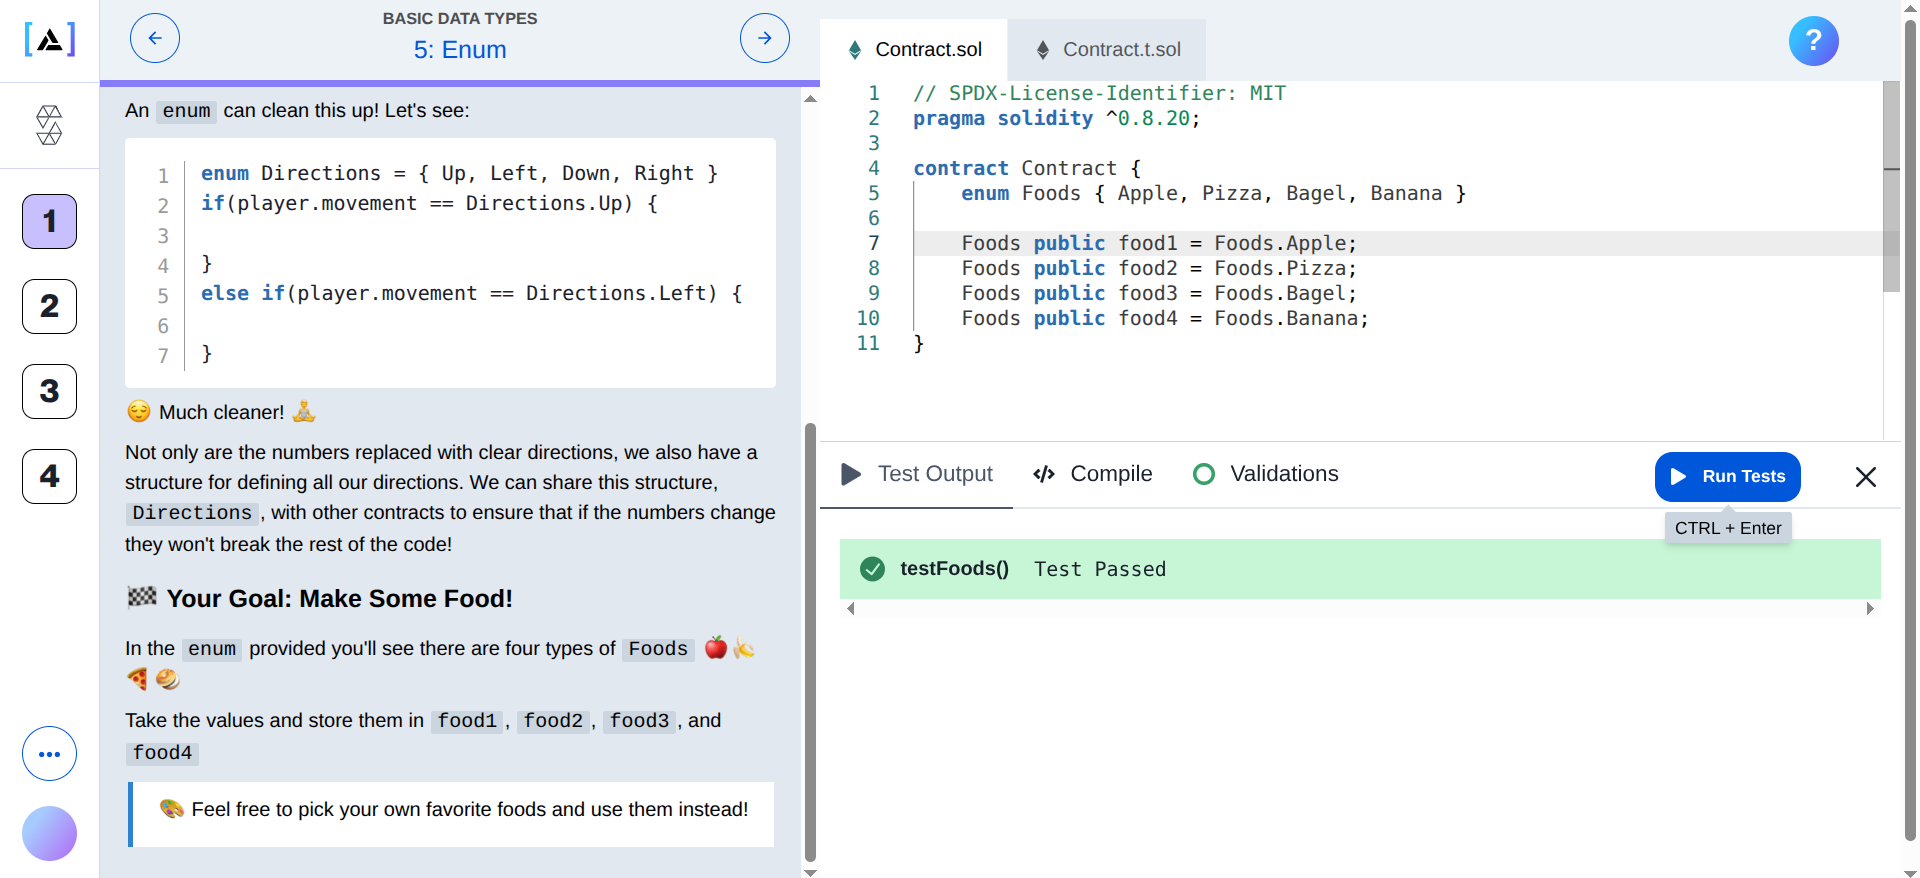 BASIC DATA TYPES
5: Enum
An enum can clean this up! Let's see:
1 enum Directions = { Up, Left, Down, Right }
2 if(player.movement == Directions.Up) {
3
4 }
5 else if(player.movement == Directions.Left) {
6
7 }
😌 Much cleaner! 🧘
Not only are the numbers replaced with clear directions, we also have a
structure for defining all our directions. We can share this structure,
Directions , with other contracts to ensure that if the numbers change
they won't break the rest of the code!
🏁 Your Goal: Make Some Food!
In the enum provided you'll see there are four types of Foods 🍎🍌
🍕🥯
Take the values and store them in food1 , food2 , food3 , and
food4
🎨 Feel free to pick your own favorite foods and use them instead!
1
2
3
4
Contract.sol
Contract.t.sol
?
1 // SPDX-License-Identifier: MIT
2 pragma solidity ^0.8.20;
3
4 contract Contract {
5     enum Foods { Apple, Pizza, Bagel, Banana }
6
7     Foods public food1 = Foods.Apple;
8     Foods public food2 = Foods.Pizza;
9     Foods public food3 = Foods.Bagel;
10     Foods public food4 = Foods.Banana;
11 }
Test Output
Compile
Validations
Run Tests
CTRL + Enter
testFoods() Test Passed